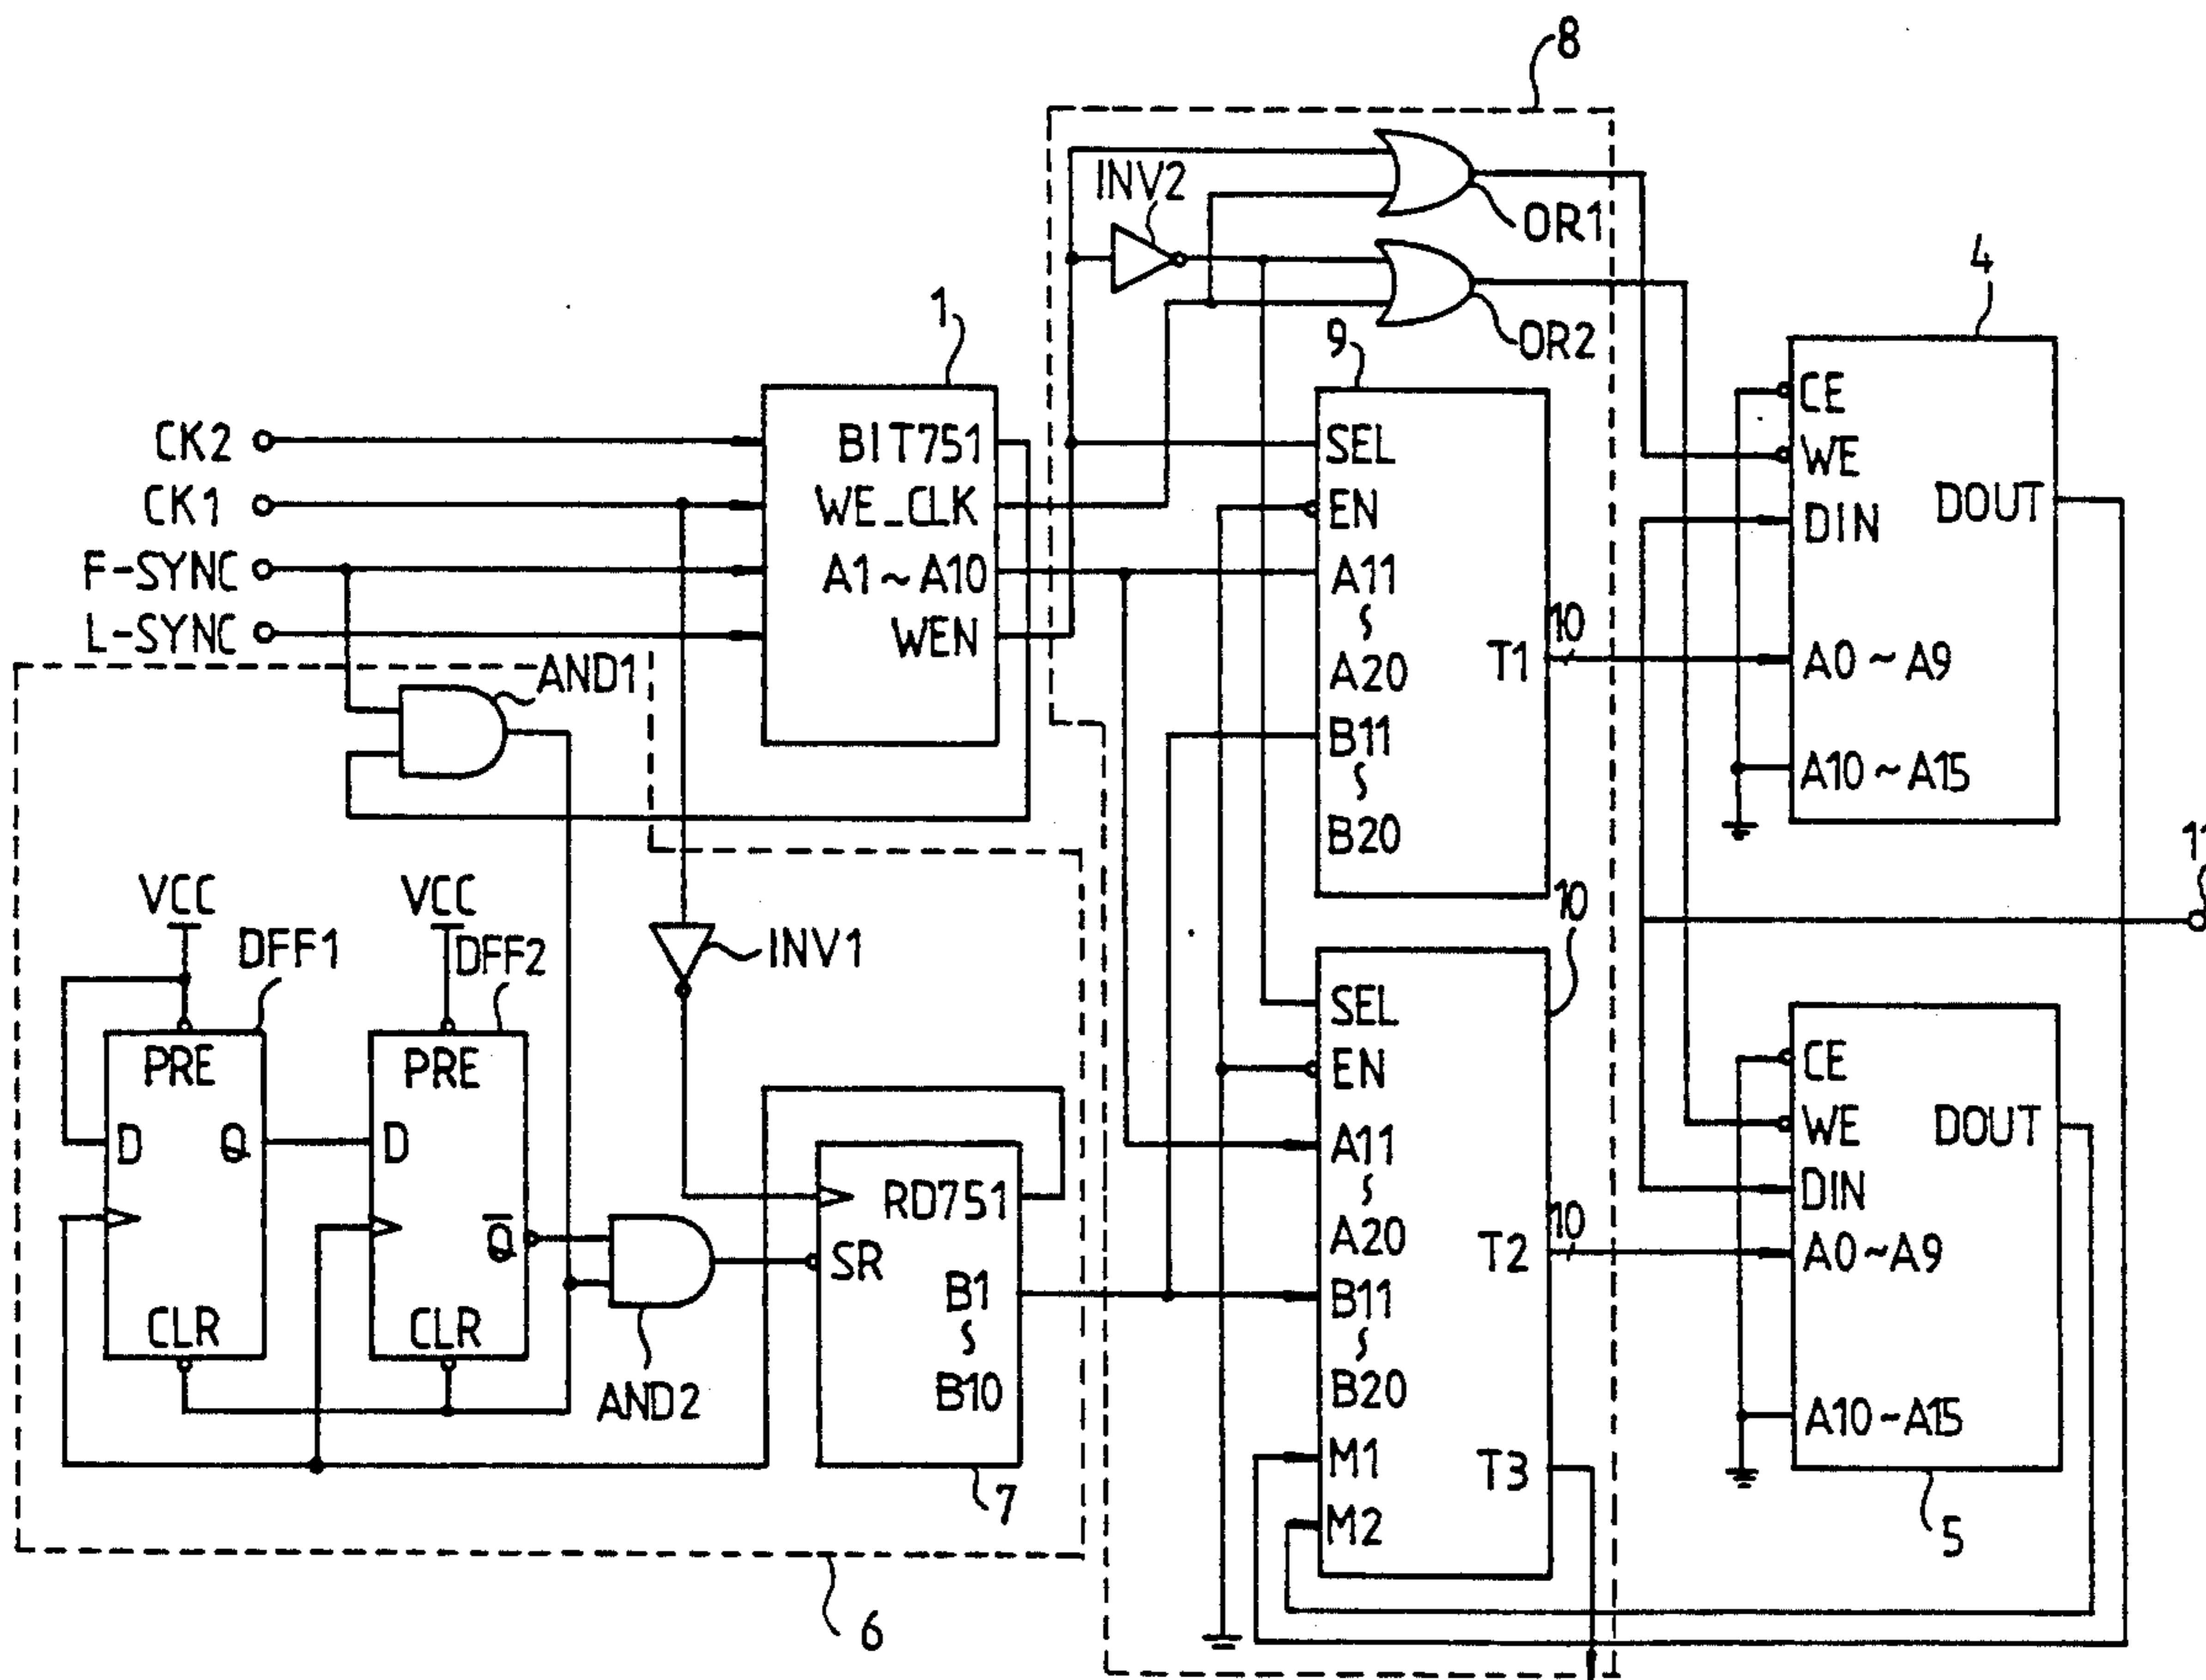 8
INV2
OR1
OR2
1
CK2
CK1
F-SYNC
L-SYNC
BIT751
WE_CLK
A1~A10
WEN
9
SEL
EN
A11
~
A20
B11
~
B20
T1
10
4
CE
WE
DIN
DOUT
A0~A9
A10~A15
11
AND1
VCC
DFF1
PRE
D
Q
CLR
VCC
DFF2
PRE
D
Q̅
CLR
INV1
AND2
RD751
SR
B1
~
B10
7
6
10
SEL
EN
A11
~
A20
B11
~
B20
M1
M2
T2
T3
10
CE
WE
DIN
DOUT
A0~A9
A10~A15
5